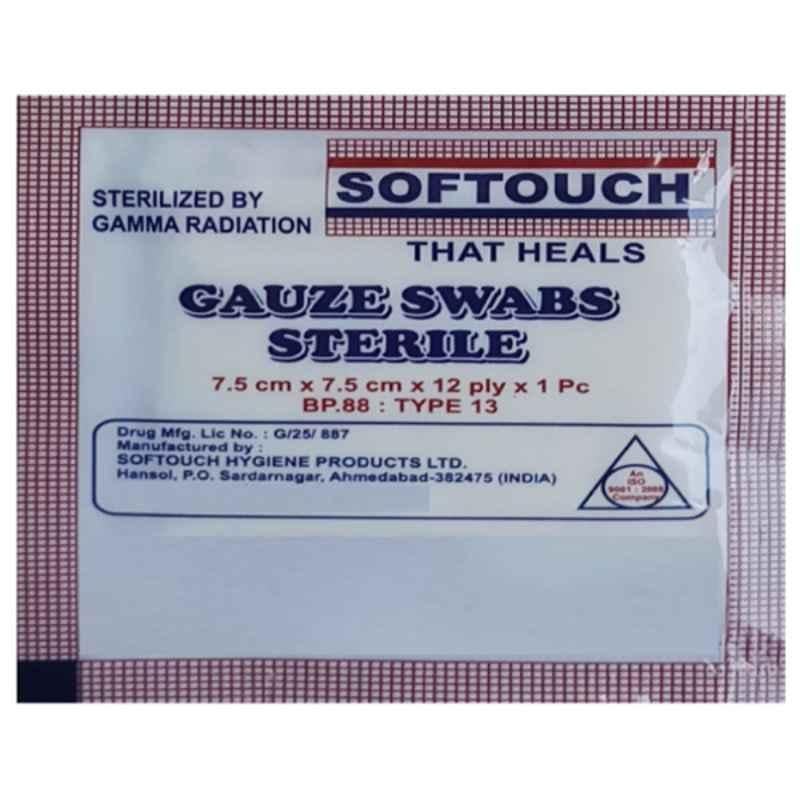 STERILIZED BY
GAMMA RADIATION
SOFTOUCH
THAT HEALS
GAUZE SWABS
STERILE
7.5 cm x 7.5 cm x 12 ply x 1 Pc
BP.88 : TYPE 13
Drug Mfg. Lic No. : G/25/ 887
Manufactured by :
SOFTOUCH HYGIENE PRODUCTS LTD.
Hansol, P.O. Sardarnagar, Ahmedabad-382475 (INDIA)
An
ISO
9001 : 2008
Company